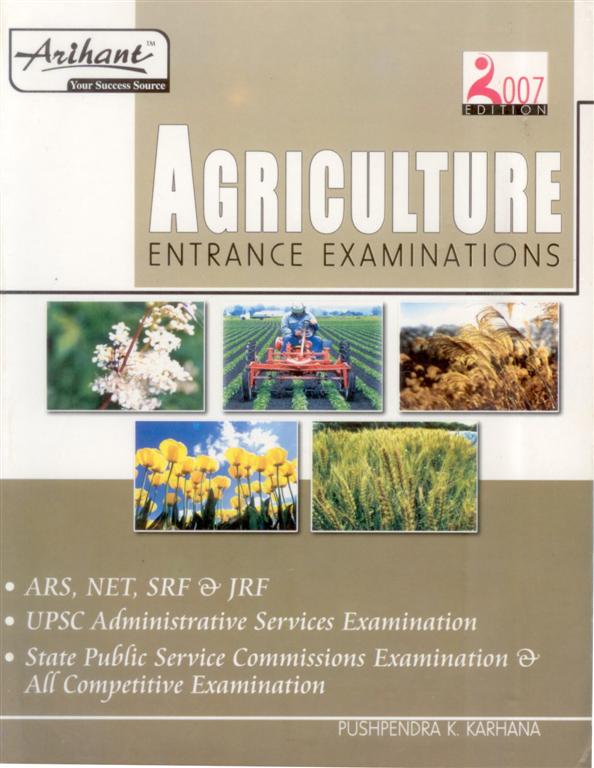 Arihant™
Your Success Source
2007
EDITION
AGRICULTURE
ENTRANCE EXAMINATIONS
• ARS, NET, SRF & JRF
• UPSC Administrative Services Examination
• State Public Service Commissions Examination &
All Competitive Examination
PUSHPENDRA K. KARHANA